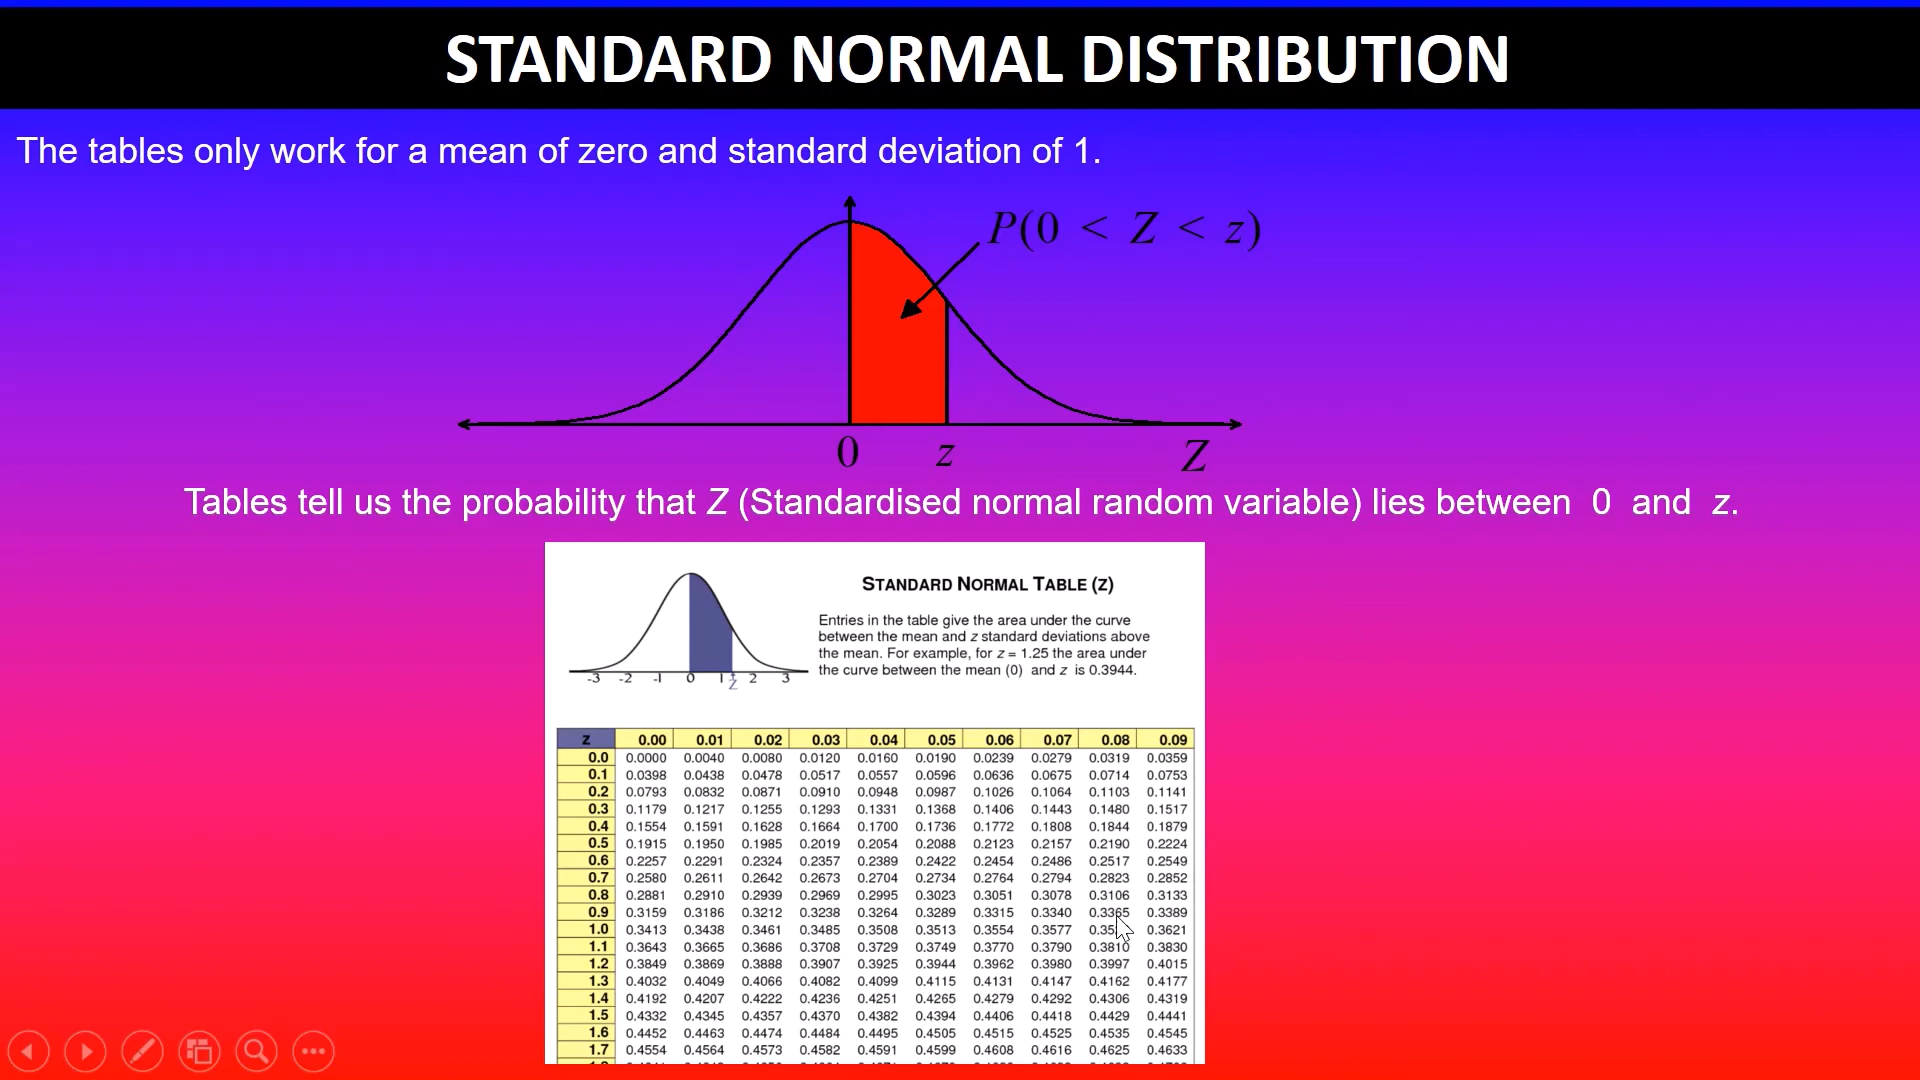 STANDARD NORMAL DISTRIBUTION
The tables only work for a mean of zero and standard deviation of 1.
P(0 < Z < z)
0 z Z
Tables tell us the probability that Z (Standardised normal random variable) lies between 0 and z.
STANDARD NORMAL TABLE (Z)
Entries in the table give the area under the curve
between the mean and z standard deviations above
the mean. For example, for z = 1.25 the area under
the curve between the mean (0) and z is 0.3944.
-3 -2 -1 0 1 z 2 3
z 0.00 0.01 0.02 0.03 0.04 0.05 0.06 0.07 0.08 0.09
0.0 0.0000 0.0040 0.0080 0.0120 0.0160 0.0190 0.0239 0.0279 0.0319 0.0359
0.1 0.0398 0.0438 0.0478 0.0517 0.0557 0.0596 0.0636 0.0675 0.0714 0.0753
0.2 0.0793 0.0832 0.0871 0.0910 0.0948 0.0987 0.1026 0.1064 0.1103 0.1141
0.3 0.1179 0.1217 0.1255 0.1293 0.1331 0.1368 0.1406 0.1443 0.1480 0.1517
0.4 0.1554 0.1591 0.1628 0.1664 0.1700 0.1736 0.1772 0.1808 0.1844 0.1879
0.5 0.1915 0.1950 0.1985 0.2019 0.2054 0.2088 0.2123 0.2157 0.2190 0.2224
0.6 0.2257 0.2291 0.2324 0.2357 0.2389 0.2422 0.2454 0.2486 0.2517 0.2549
0.7 0.2580 0.2611 0.2642 0.2673 0.2704 0.2734 0.2764 0.2794 0.2823 0.2852
0.8 0.2881 0.2910 0.2939 0.2969 0.2995 0.3023 0.3051 0.3078 0.3106 0.3133
0.9 0.3159 0.3186 0.3212 0.3238 0.3264 0.3289 0.3315 0.3340 0.3365 0.3389
1.0 0.3413 0.3438 0.3461 0.3485 0.3508 0.3513 0.3554 0.3577 0.3621
1.1 0.3643 0.3665 0.3686 0.3708 0.3729 0.3749 0.3770 0.3790 0.3810 0.3830
1.2 0.3849 0.3869 0.3888 0.3907 0.3925 0.3944 0.3962 0.3980 0.3997 0.4015
1.3 0.4032 0.4049 0.4066 0.4082 0.4099 0.4115 0.4131 0.4147 0.4162 0.4177
1.4 0.4192 0.4207 0.4222 0.4236 0.4251 0.4265 0.4279 0.4292 0.4306 0.4319
1.5 0.4332 0.4345 0.4357 0.4370 0.4382 0.4394 0.4406 0.4418 0.4429 0.4441
1.6 0.4452 0.4463 0.4474 0.4484 0.4495 0.4505 0.4515 0.4525 0.4535 0.4545
1.7 0.4554 0.4564 0.4573 0.4582 0.4591 0.4599 0.4608 0.4616 0.4625 0.4633